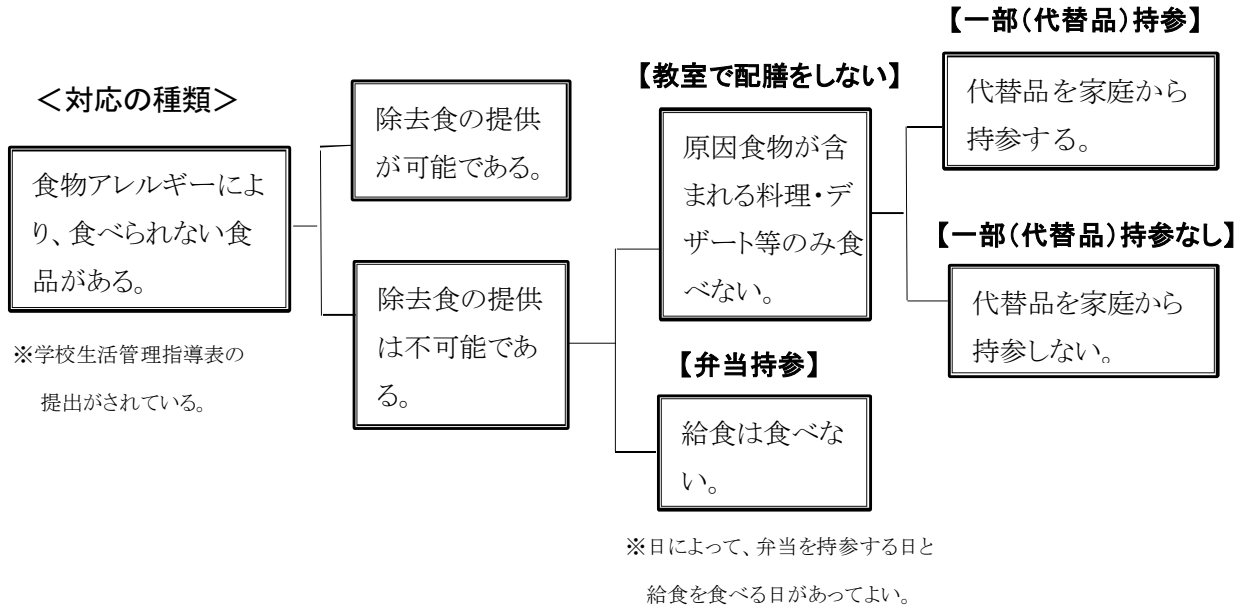 ＜対応の種類＞
食物アレルギーによ
り、食べられない食
品がある。
※学校生活管理指導表の
提出がされている。
除去食の提供
が可能である。
除去食の提供
は不可能であ
る。
【教室で配膳をしない】
原因食物が含
まれる料理・デ
ザート等のみ食
べない。
【弁当持参】
給食は食べな
い。
※日によって、弁当を持参する日と
給食を食べる日があってよい。
【一部（代替品）持参】
代替品を家庭から
持参する。
【一部（代替品）持参なし】
代替品を家庭から
持参しない。